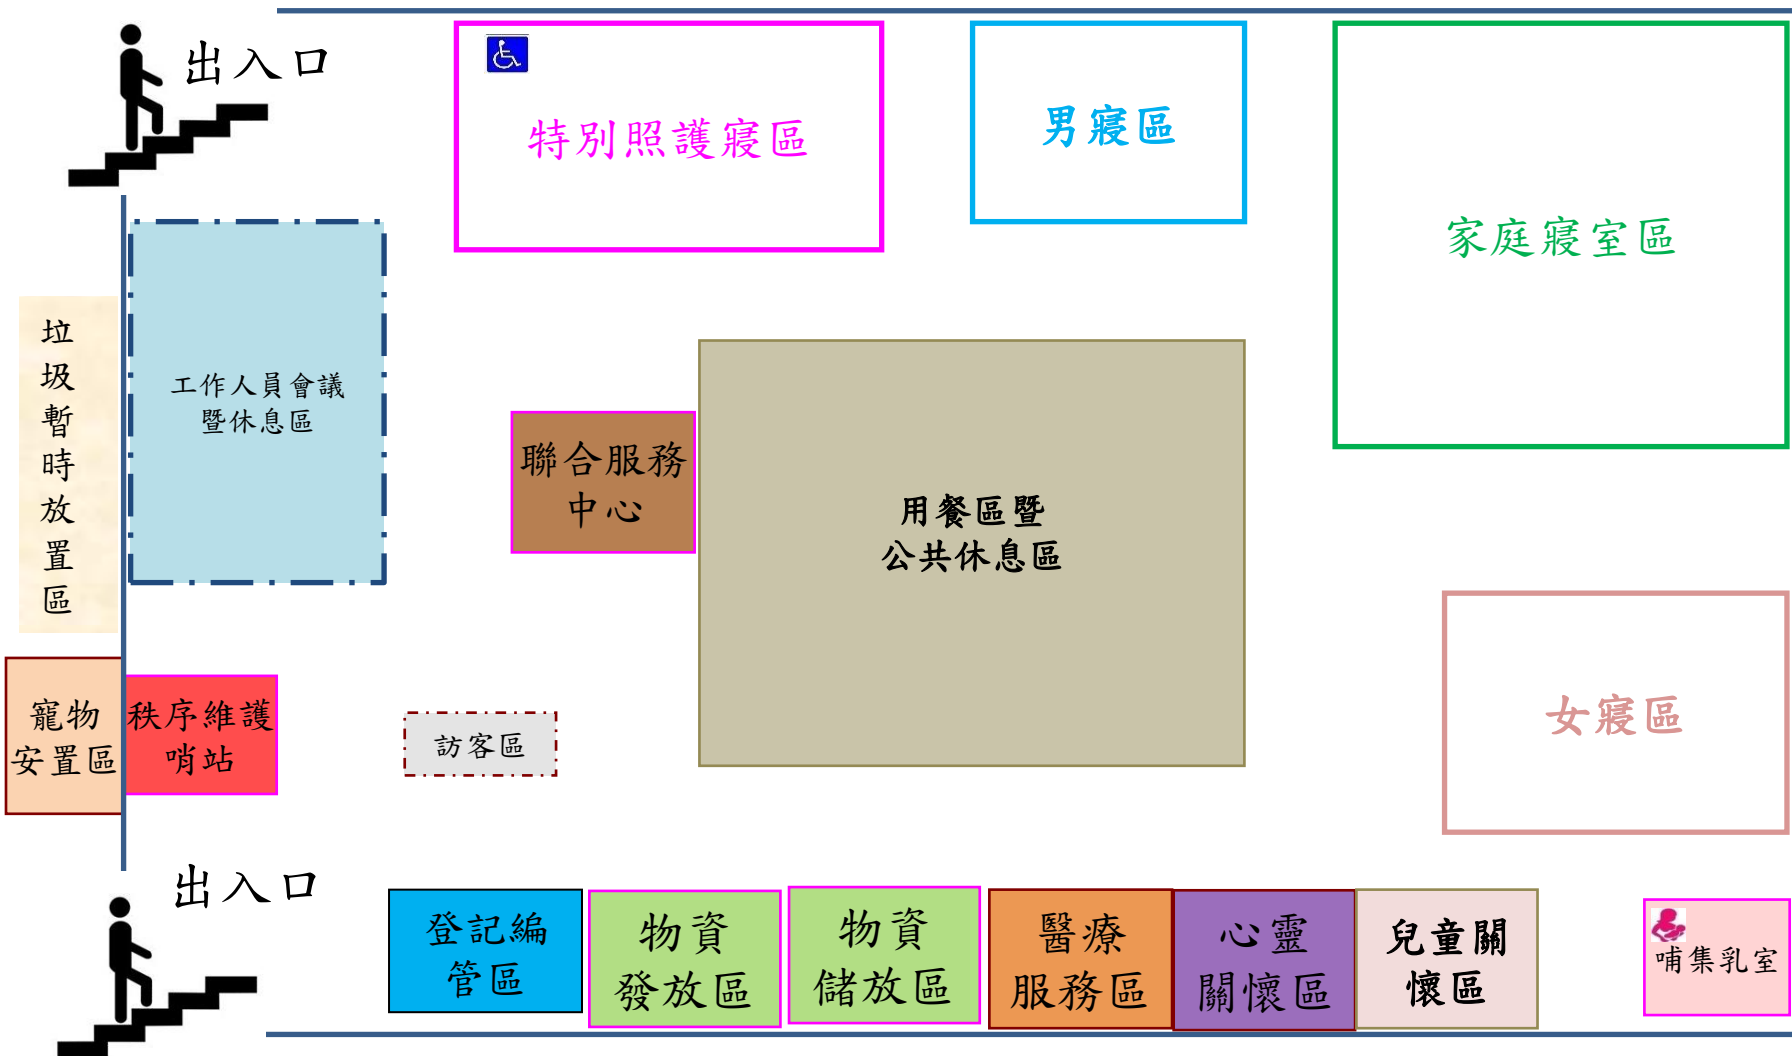 出入口
特別照護寢區
男寢區
家庭寢室區
垃圾暫時放置區
工作人員會議
暨休息區
聯合服務
中心
用餐區暨
公共休息區
寵物
安置區
秩序維護
哨站
訪客區
女寢區
出入口
登記編
管區
物資
發放區
物資
儲放區
醫療
服務區
心靈
關懷區
兒童關
懷區
哺集乳室